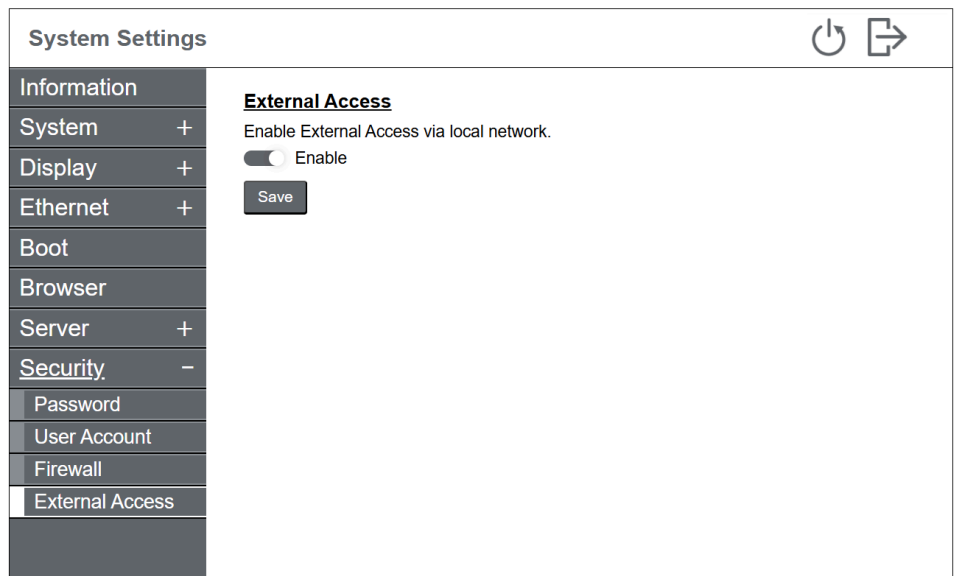 System Settings
Information
System +
Display +
Ethernet +
Boot
Browser
Server +
Security -
Password
User Account
Firewall
External Access
External Access
Enable External Access via local network.
Enable
Save